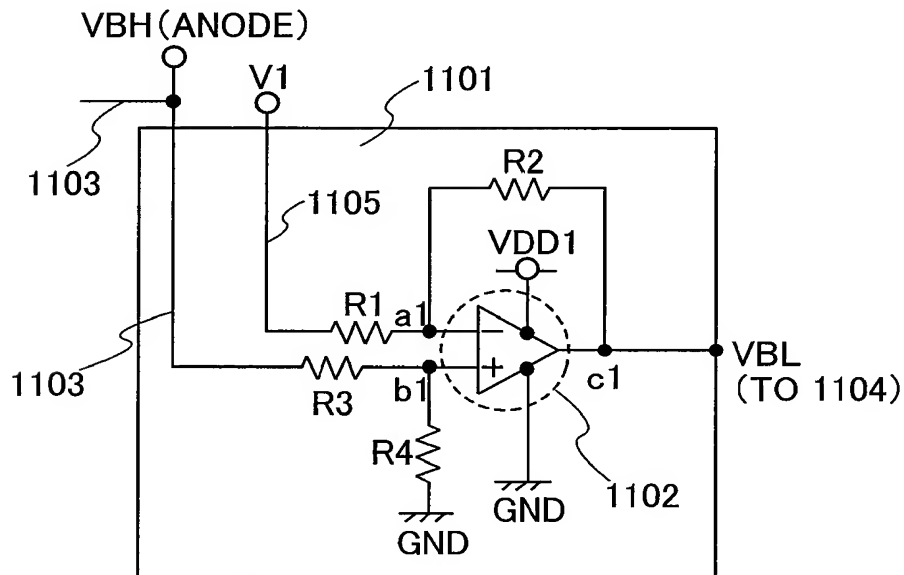 VBH(ANODE)
V1
1101
1103
R2
1105
VDD1
R1
a1
−
1103
R3
b1
+
c1
VBL
(TO 1104)
R4
1102
GND
GND